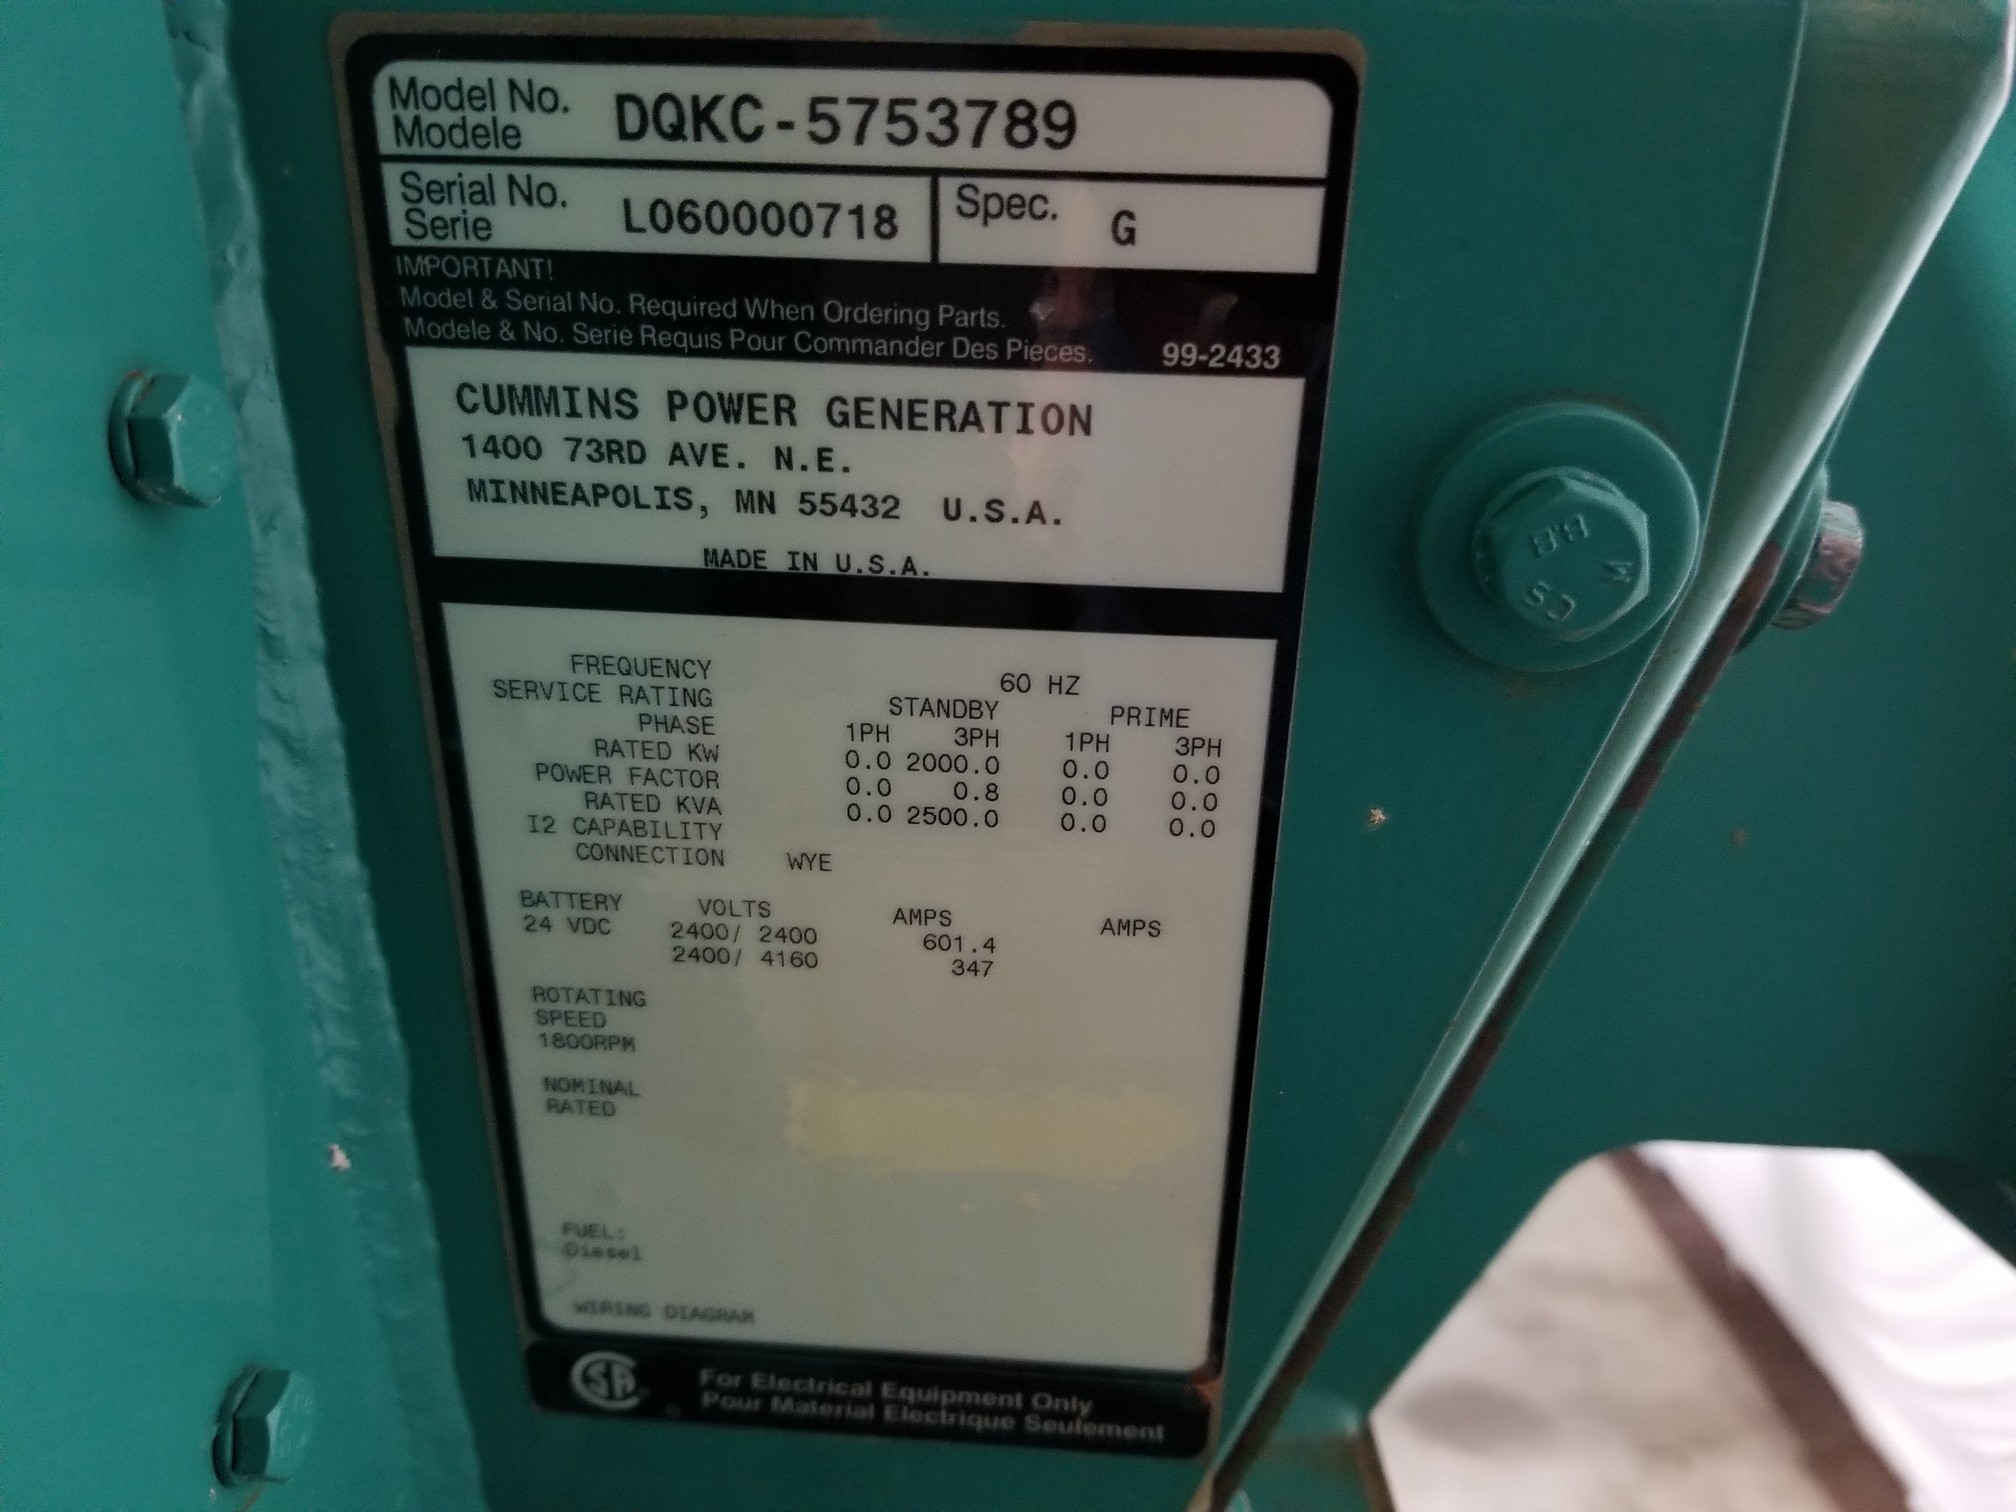 Model No.
Modele
DQKC-5753789
Serial No.
Serie
L060000718
Spec.
G
IMPORTANT!
Model & Serial No. Required When Ordering Parts.
Modele & No. Serie Requis Pour Commander Des Pieces.
99-2433
CUMMINS POWER GENERATION
1400 73RD AVE. N.E.
MINNEAPOLIS, MN 55432 U.S.A.
MADE IN U.S.A.
FREQUENCY 60 HZ
SERVICE RATING STANDBY PRIME
PHASE 1PH 3PH 1PH 3PH
RATED KW 0.0 2000.0 0.0 0.0
POWER FACTOR 0.0 0.8 0.0 0.0
RATED KVA 0.0 2500.0 0.0 0.0
I2 CAPABILITY
CONNECTION WYE
BATTERY VOLTS AMPS AMPS
24 VDC 2400/ 2400 601.4
2400/ 4160 347
ROTATING
SPEED
1800RPM
NOMINAL
RATED
FUEL:
Diesel
WIRING DIAGRAM
CSA
For Electrical Equipment Only
Pour Material Electrique Seulement
8.8